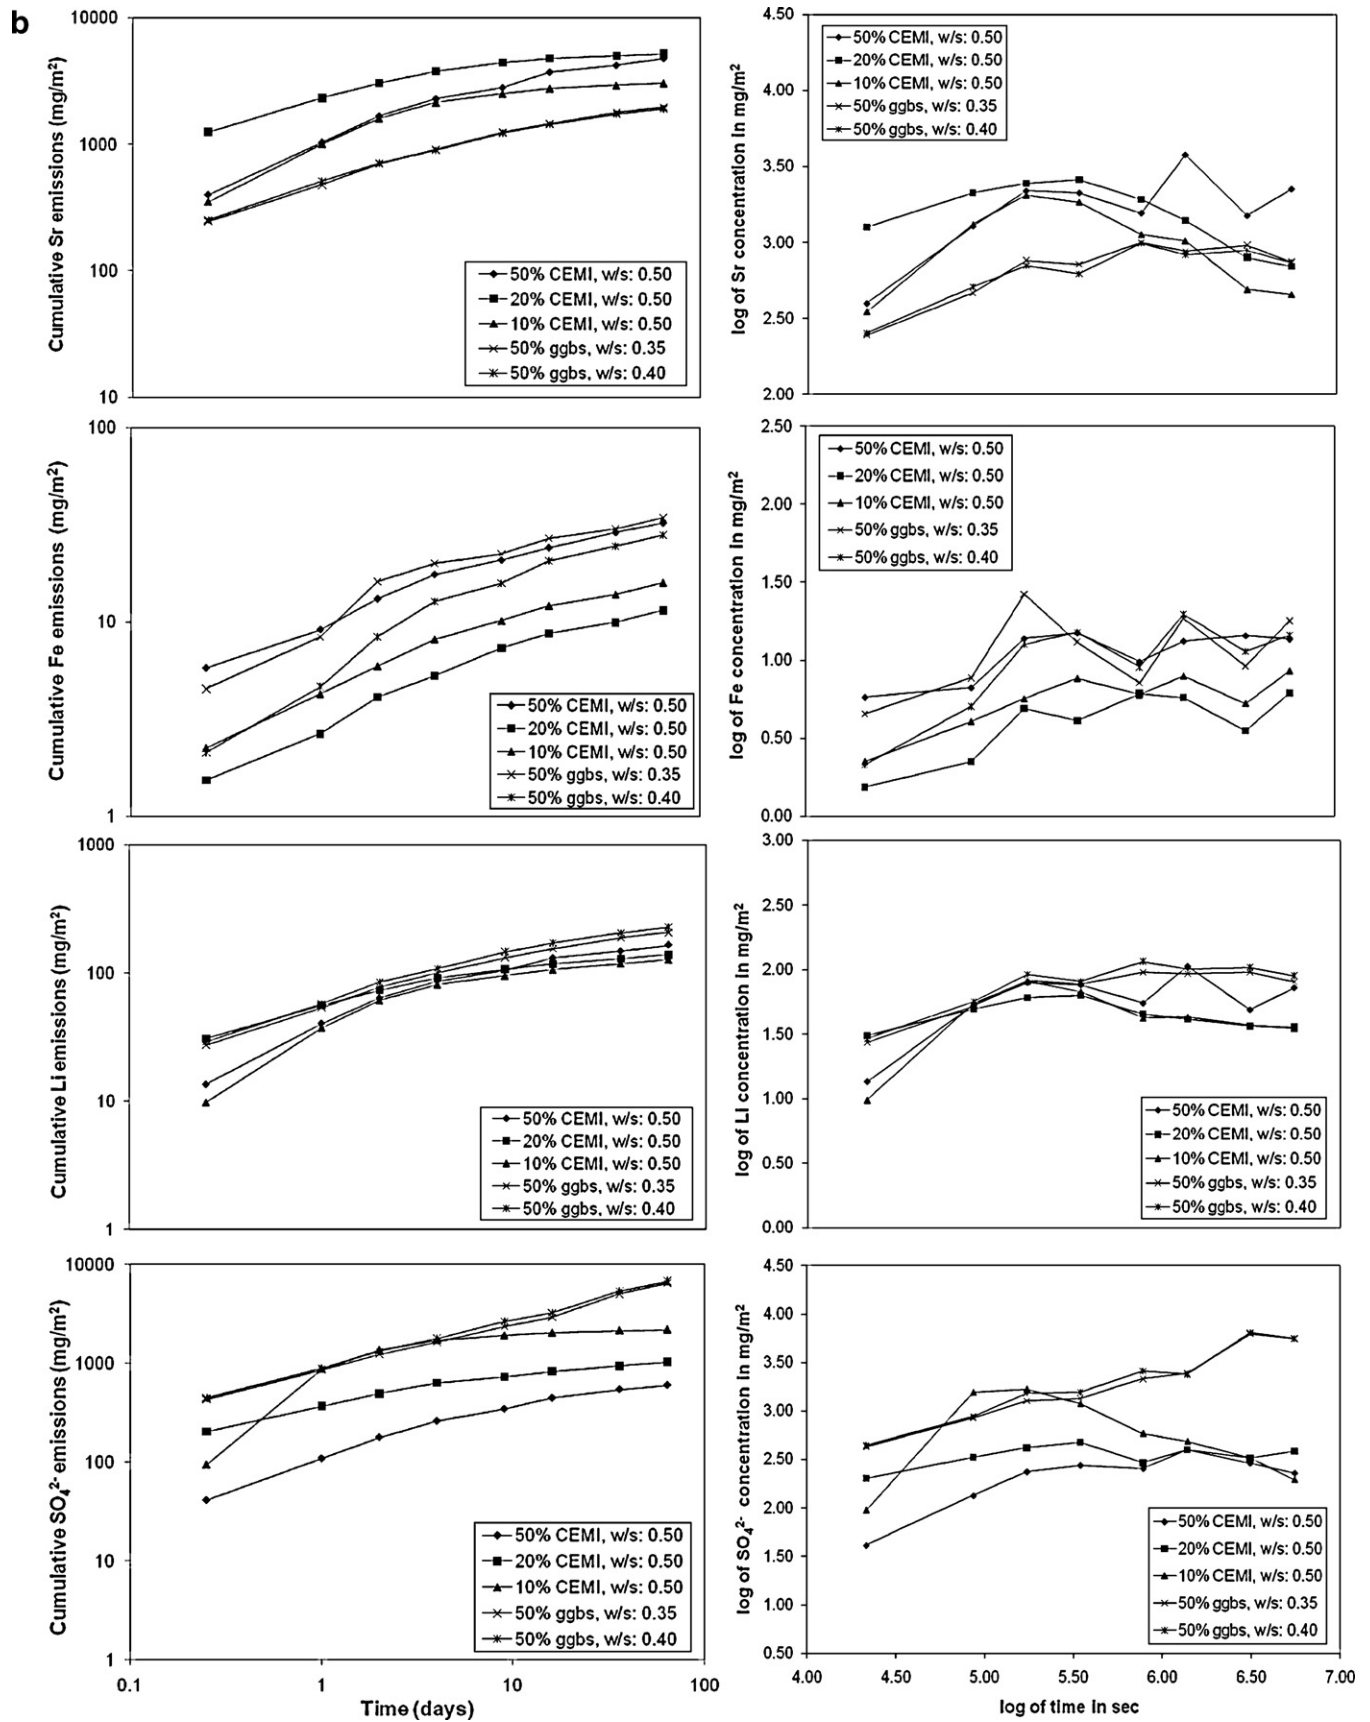 b
Cumulative Sr emissions (mg/m²)
10000
1000
100
10
50% CEMI, w/s: 0.50
20% CEMI, w/s: 0.50
10% CEMI, w/s: 0.50
50% ggbs, w/s: 0.35
50% ggbs, w/s: 0.40
log of Sr concentration in mg/m²
4.50
4.00
3.50
3.00
2.50
2.00
50% CEMI, w/s: 0.50
20% CEMI, w/s: 0.50
10% CEMI, w/s: 0.50
50% ggbs, w/s: 0.35
50% ggbs, w/s: 0.40
Cumulative Fe emissions (mg/m²)
100
10
1
50% CEMI, w/s: 0.50
20% CEMI, w/s: 0.50
10% CEMI, w/s: 0.50
50% ggbs, w/s: 0.35
50% ggbs, w/s: 0.40
log of Fe concentration in mg/m²
2.50
2.00
1.50
1.00
0.50
0.00
50% CEMI, w/s: 0.50
20% CEMI, w/s: 0.50
10% CEMI, w/s: 0.50
50% ggbs, w/s: 0.35
50% ggbs, w/s: 0.40
Cumulative Li emissions (mg/m²)
1000
100
10
1
50% CEMI, w/s: 0.50
20% CEMI, w/s: 0.50
10% CEMI, w/s: 0.50
50% ggbs, w/s: 0.35
50% ggbs, w/s: 0.40
log of LI concentration in mg/m²
3.00
2.50
2.00
1.50
1.00
0.50
0.00
50% CEMI, w/s: 0.50
20% CEMI, w/s: 0.50
10% CEMI, w/s: 0.50
50% ggbs, w/s: 0.35
50% ggbs, w/s: 0.40
Cumulative SO₄²⁻ emissions (mg/m²)
10000
1000
100
10
1
50% CEMI, w/s: 0.50
20% CEMI, w/s: 0.50
10% CEMI, w/s: 0.50
50% ggbs, w/s: 0.35
50% ggbs, w/s: 0.40
0.1 1 10 100
Time (days)
log of SO₄²⁻ concentration in mg/m²
4.50
4.00
3.50
3.00
2.50
2.00
1.50
1.00
0.50
50% CEMI, w/s: 0.50
20% CEMI, w/s: 0.50
10% CEMI, w/s: 0.50
50% ggbs, w/s: 0.35
50% ggbs, w/s: 0.40
4.00 4.50 5.00 5.50 6.00 6.50 7.00
log of time in sec